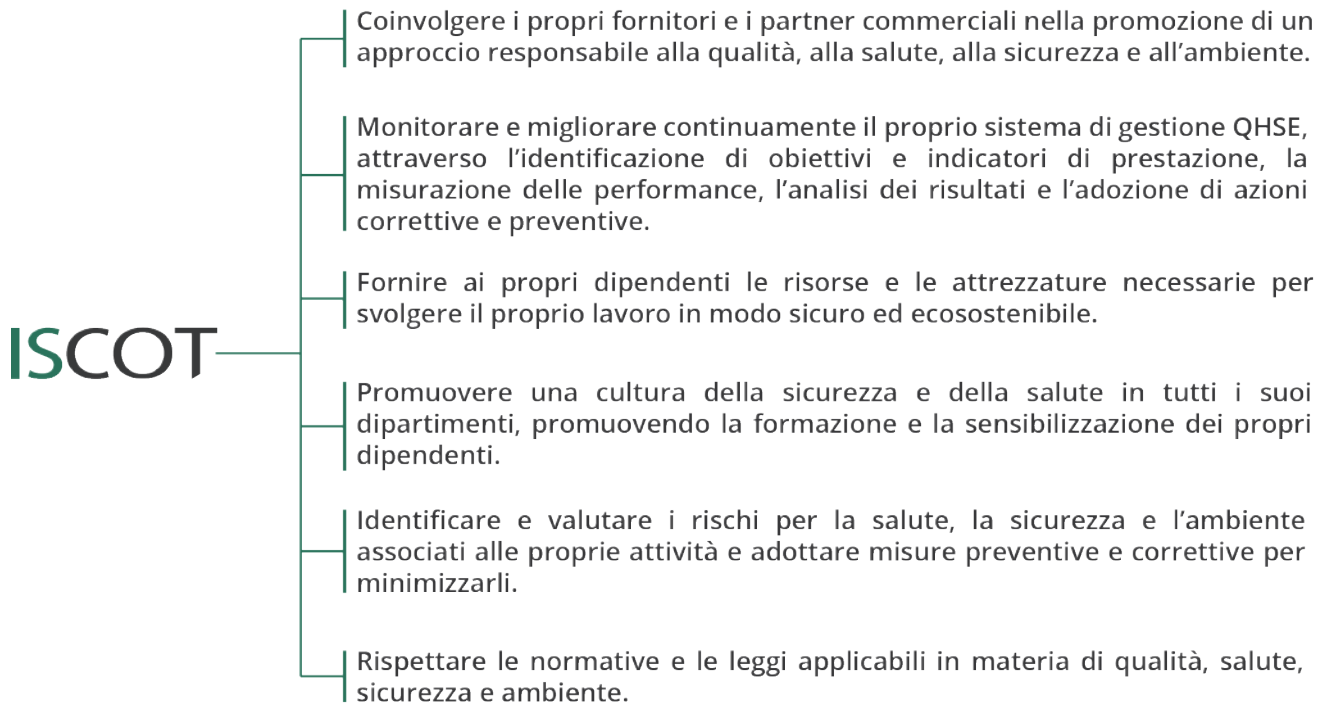 Coinvolgere i propri fornitori e i partner commerciali nella promozione di un
approccio responsabile alla qualità, alla salute, alla sicurezza e all’ambiente.
Monitorare e migliorare continuamente il proprio sistema di gestione QHSE,
attraverso l’identificazione di obiettivi e indicatori di prestazione, la
misurazione delle performance, l’analisi dei risultati e l’adozione di azioni
correttive e preventive.
Fornire ai propri dipendenti le risorse e le attrezzature necessarie per
svolgere il proprio lavoro in modo sicuro ed ecosostenibile.
ISCOT
Promuovere una cultura della sicurezza e della salute in tutti i suoi
dipartimenti, promuovendo la formazione e la sensibilizzazione dei propri
dipendenti.
Identificare e valutare i rischi per la salute, la sicurezza e l’ambiente
associati alle proprie attività e adottare misure preventive e correttive per
minimizzarli.
Rispettare le normative e le leggi applicabili in materia di qualità, salute,
sicurezza e ambiente.